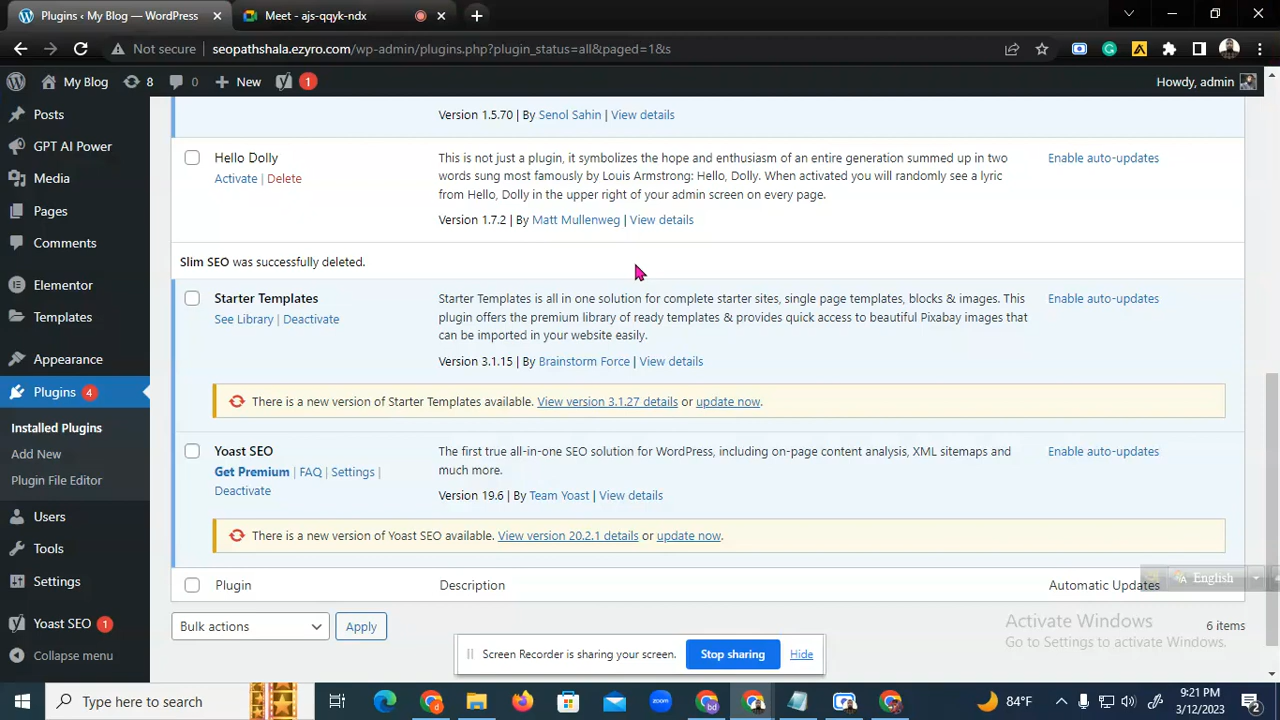 Plugins ‹ My Blog — WordPress
Meet - ajs-qqyk-ndx
Not secure
seopathshala.ezyro.com/wp-admin/plugins.php?plugin_status=all&paged=1&s
My Blog
8
0
New
1
Howdy, admin
Posts
GPT AI Power
Media
Pages
Comments
Elementor
Templates
Appearance
Plugins 4
Installed Plugins
Add New
Plugin File Editor
Users
Tools
Settings
Yoast SEO 1
Collapse menu
Version 1.5.70 | By Senol Sahin | View details
Hello Dolly
Activate | Delete
This is not just a plugin, it symbolizes the hope and enthusiasm of an entire generation summed up in two
words sung most famously by Louis Armstrong: Hello, Dolly. When activated you will randomly see a lyric
from Hello, Dolly in the upper right of your admin screen on every page.
Version 1.7.2 | By Matt Mullenweg | View details
Enable auto-updates
Slim SEO was successfully deleted.
Starter Templates
See Library | Deactivate
Starter Templates is all in one solution for complete starter sites, single page templates, blocks & images. This
plugin offers the premium library of ready templates & provides quick access to beautiful Pixabay images that
can be imported in your website easily.
Version 3.1.15 | By Brainstorm Force | View details
Enable auto-updates
There is a new version of Starter Templates available. View version 3.1.27 details or update now.
Yoast SEO
Get Premium | FAQ | Settings |
Deactivate
The first true all-in-one SEO solution for WordPress, including on-page content analysis, XML sitemaps and
much more.
Version 19.6 | By Team Yoast | View details
Enable auto-updates
There is a new version of Yoast SEO available. View version 20.2.1 details or update now.
Plugin
Description
Automatic Updates
English
Bulk actions
Apply
6 items
Activate Windows
Go to Settings to activate Windows.
Screen Recorder is sharing your screen.
Stop sharing
Hide
Type here to search
zoom
84°F
9:21 PM
3/12/2023
2